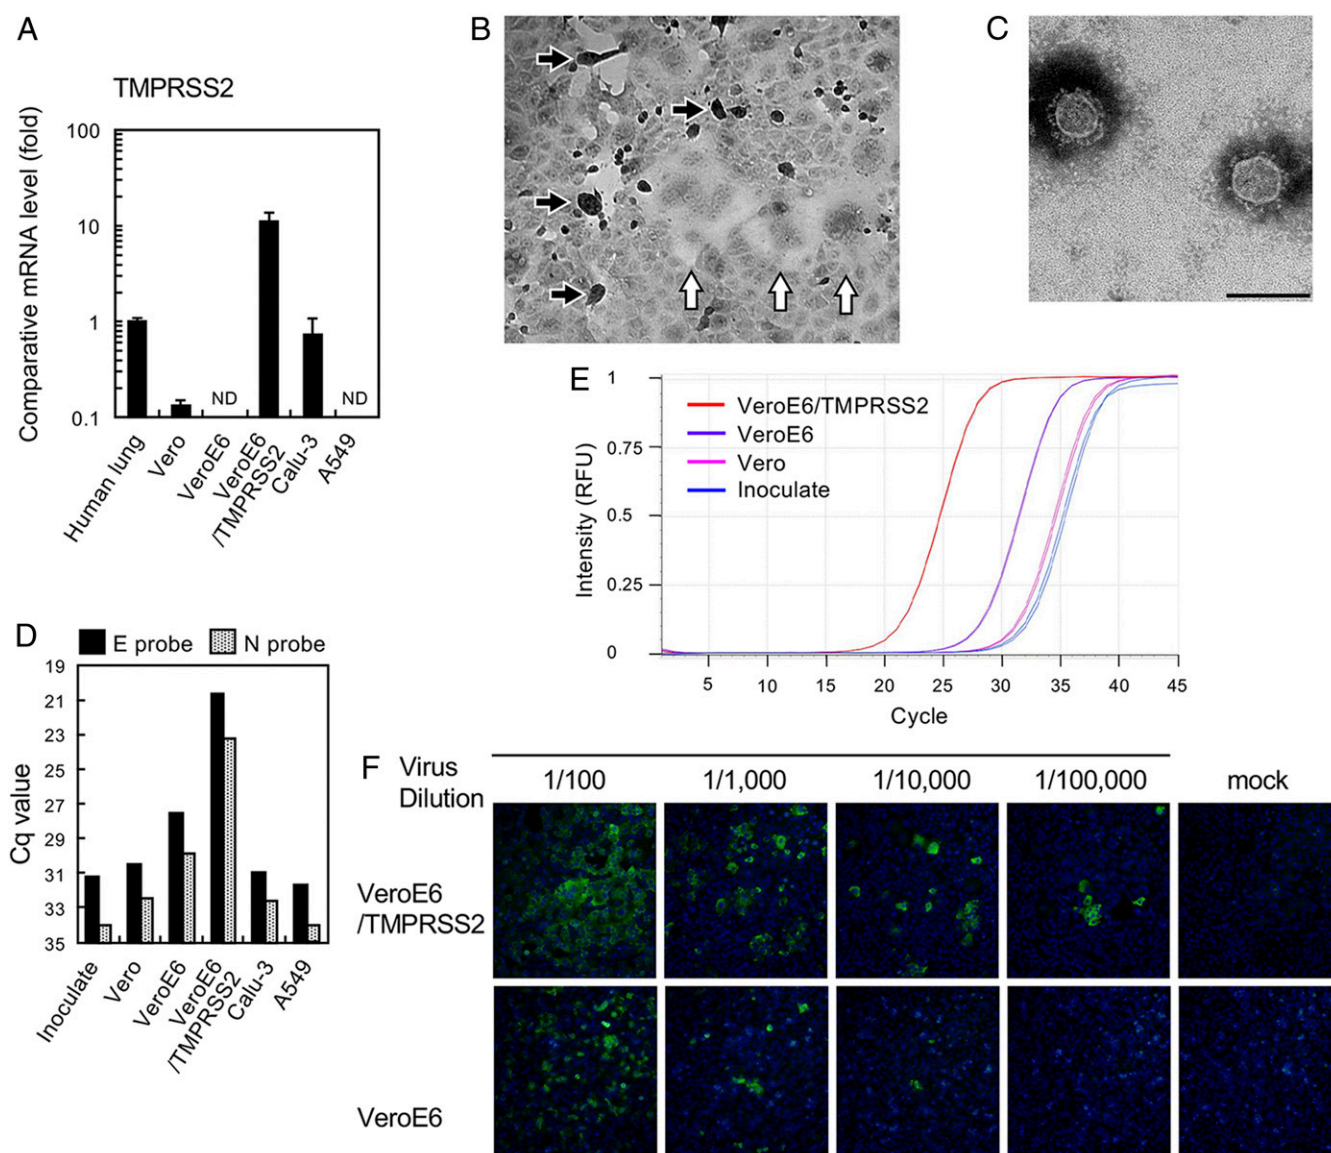 A
TMPRSS2
Comparative mRNA level (fold)
100
10
1
0.1
ND
ND
Human lung
Vero
VeroE6
VeroE6
/TMPRSS2
Calu-3
A549
B
C
D
E probe
N probe
Cq value
19
21
23
25
27
29
31
33
35
Inoculate
Vero
VeroE6
VeroE6
/TMPRSS2
Calu-3
A549
E
VeroE6/TMPRSS2
VeroE6
Vero
Inoculate
Intensity (RFU)
1
0.75
0.5
0.25
0
5 10 15 20 25 30 35 40 45
Cycle
F
Virus
Dilution
1/100 1/1,000 1/10,000 1/100,000 mock
VeroE6
/TMPRSS2
VeroE6